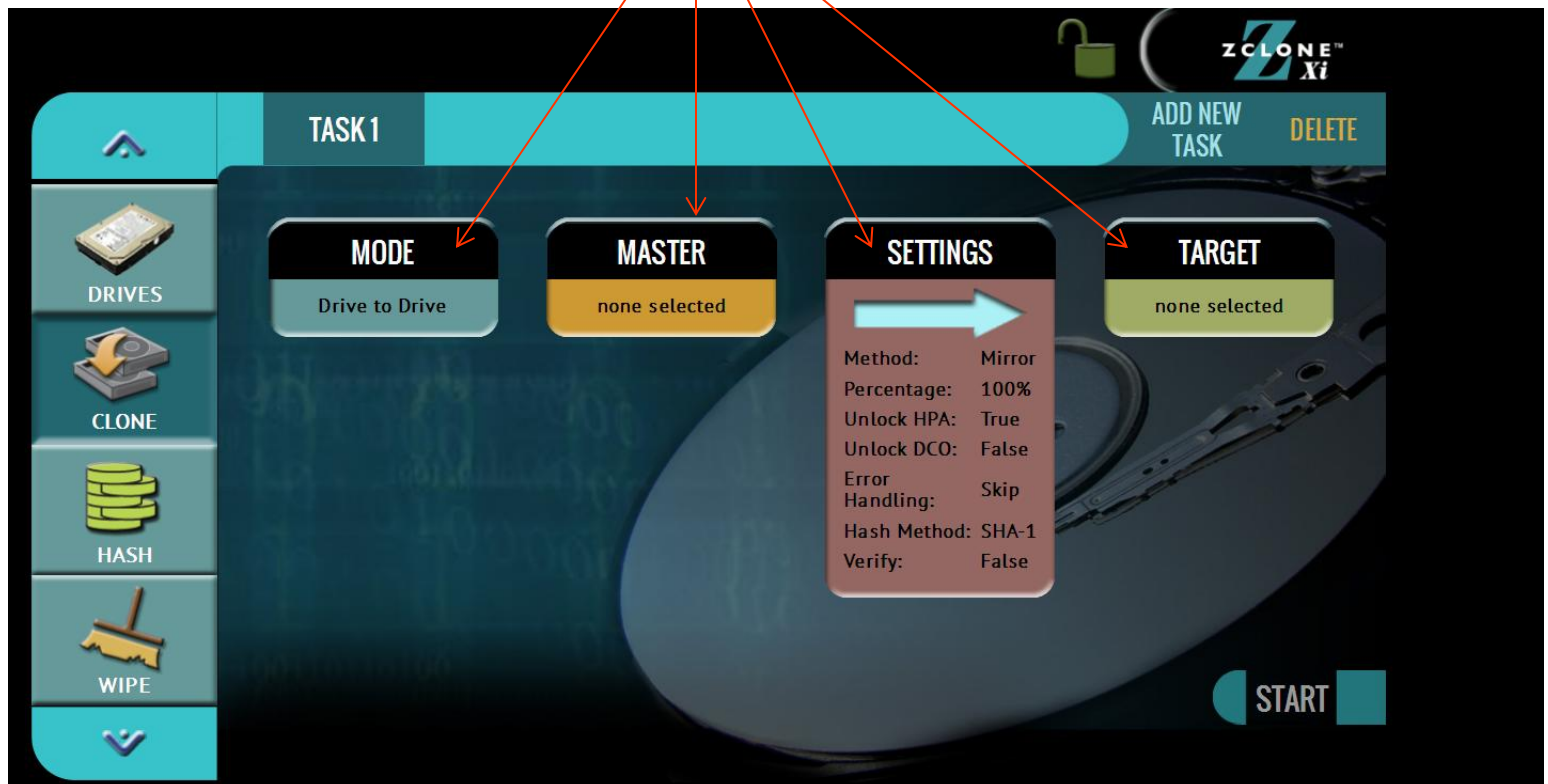 ZCLONE™
Xi
TASK 1
ADD NEW
TASK
DELETE
DRIVES
CLONE
HASH
WIPE
MODE
Drive to Drive
MASTER
none selected
SETTINGS
Method: Mirror
Percentage: 100%
Unlock HPA: True
Unlock DCO: False
Error
Handling: Skip
Hash Method: SHA-1
Verify: False
TARGET
none selected
START